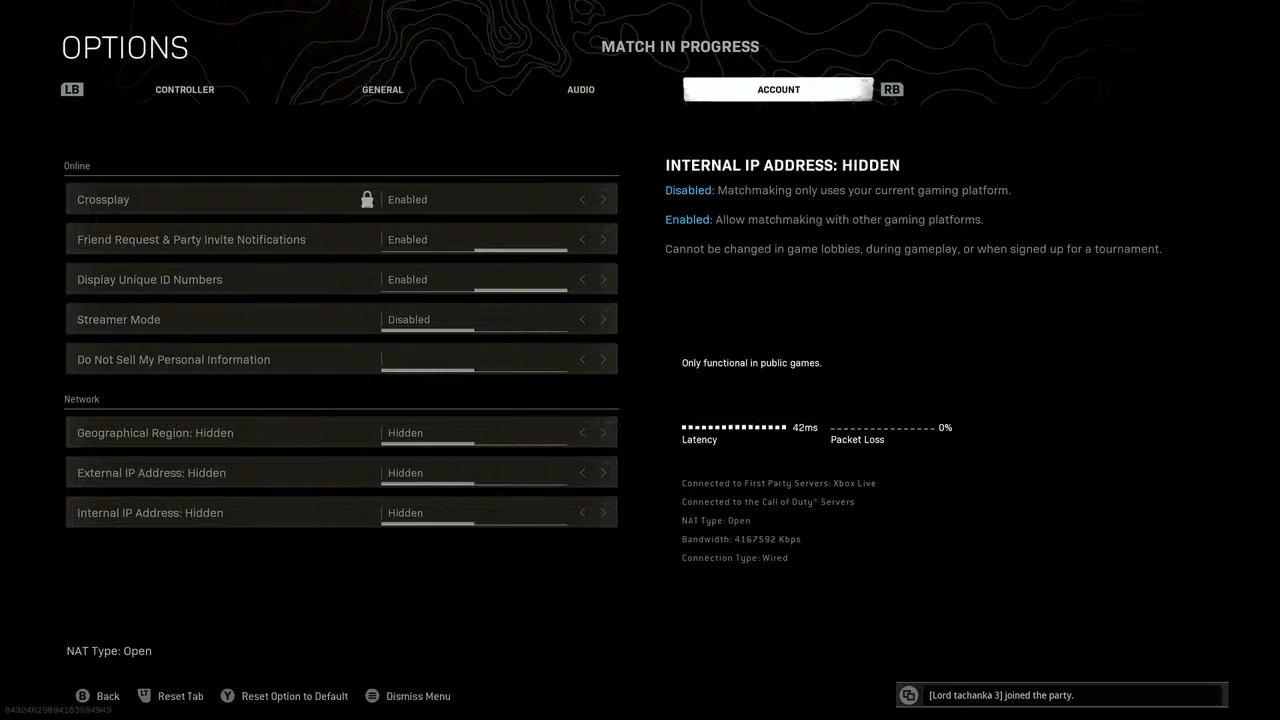 OPTIONS
MATCH IN PROGRESS
LB CONTROLLER GENERAL AUDIO ACCOUNT RB
Online
Crossplay Enabled
Friend Request & Party Invite Notifications Enabled
Display Unique ID Numbers Enabled
Streamer Mode Disabled
Do Not Sell My Personal Information
Network
Geographical Region: Hidden Hidden
External IP Address: Hidden Hidden
Internal IP Address: Hidden Hidden
INTERNAL IP ADDRESS: HIDDEN
Disabled: Matchmaking only uses your current gaming platform.
Enabled: Allow matchmaking with other gaming platforms.
Cannot be changed in game lobbies, during gameplay, or when signed up for a tournament.
Only functional in public games.
42ms 0%
Latency Packet Loss
Connected to First Party Servers: Xbox Live
Connected to the Call of Duty® Servers
NAT Type: Open
Bandwidth: 4167592 Kbps
Connection Type: Wired
NAT Type: Open
B Back LT Reset Tab Y Reset Option to Default Dismiss Menu
[Lord tachanka 3] joined the party.